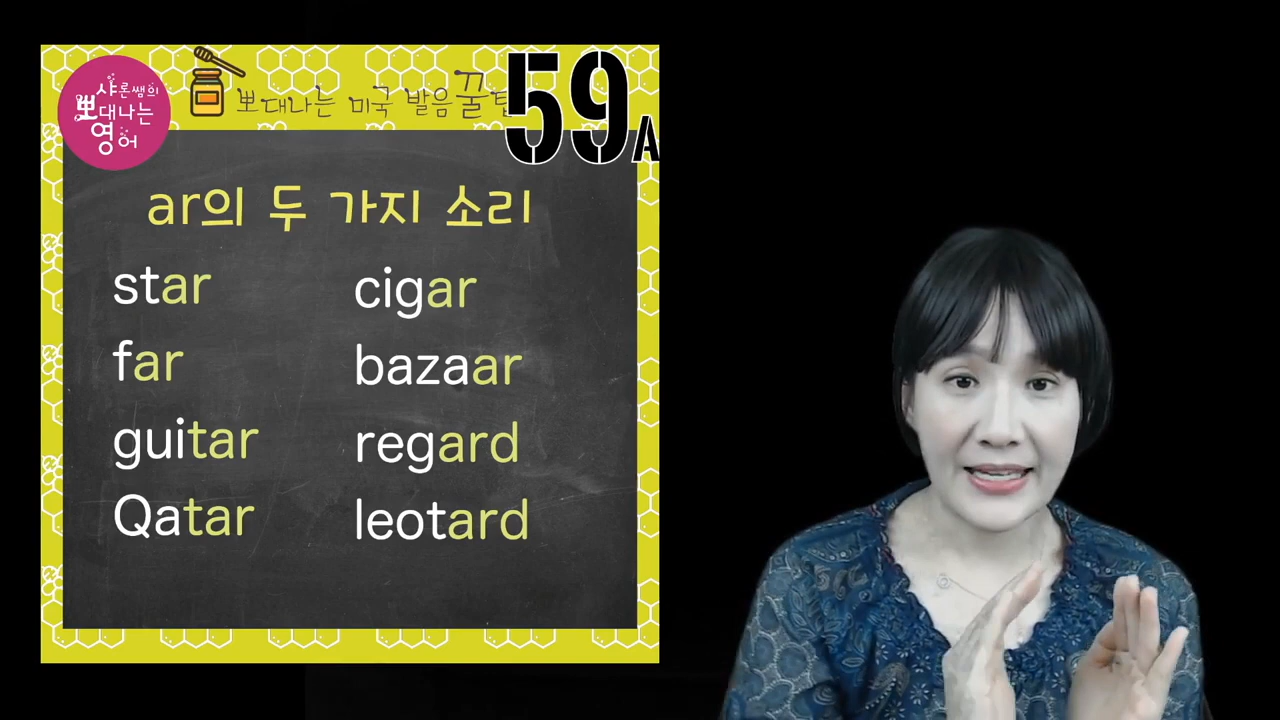 샤론쌤의
뽀대나는
영어
뽀대나는 미국 발음 꿀팁
59A
ar의 두 가지 소리
star
cigar
far
bazaar
guitar
regard
Qatar
leotard